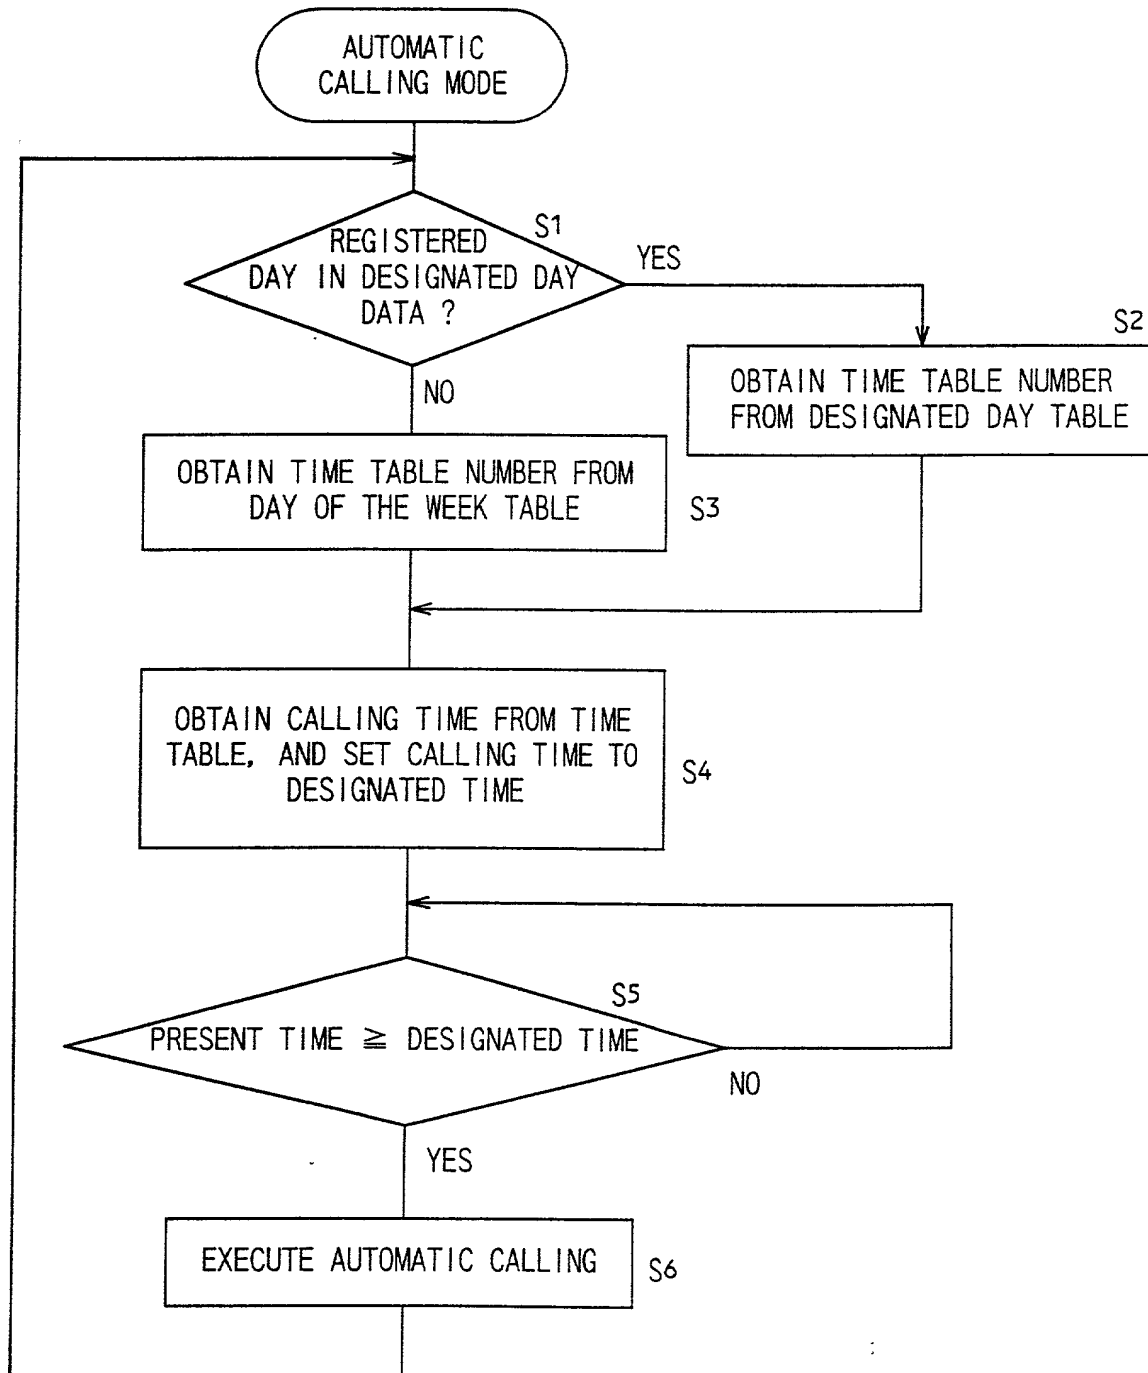 AUTOMATIC
CALLING MODE
S1
REGISTERED
DAY IN DESIGNATED DAY
DATA ?
YES
S2
OBTAIN TIME TABLE NUMBER
FROM DESIGNATED DAY TABLE
NO
OBTAIN TIME TABLE NUMBER FROM
DAY OF THE WEEK TABLE
S3
OBTAIN CALLING TIME FROM TIME
TABLE, AND SET CALLING TIME TO
DESIGNATED TIME
S4
S5
PRESENT TIME ≧ DESIGNATED TIME
NO
YES
EXECUTE AUTOMATIC CALLING
S6